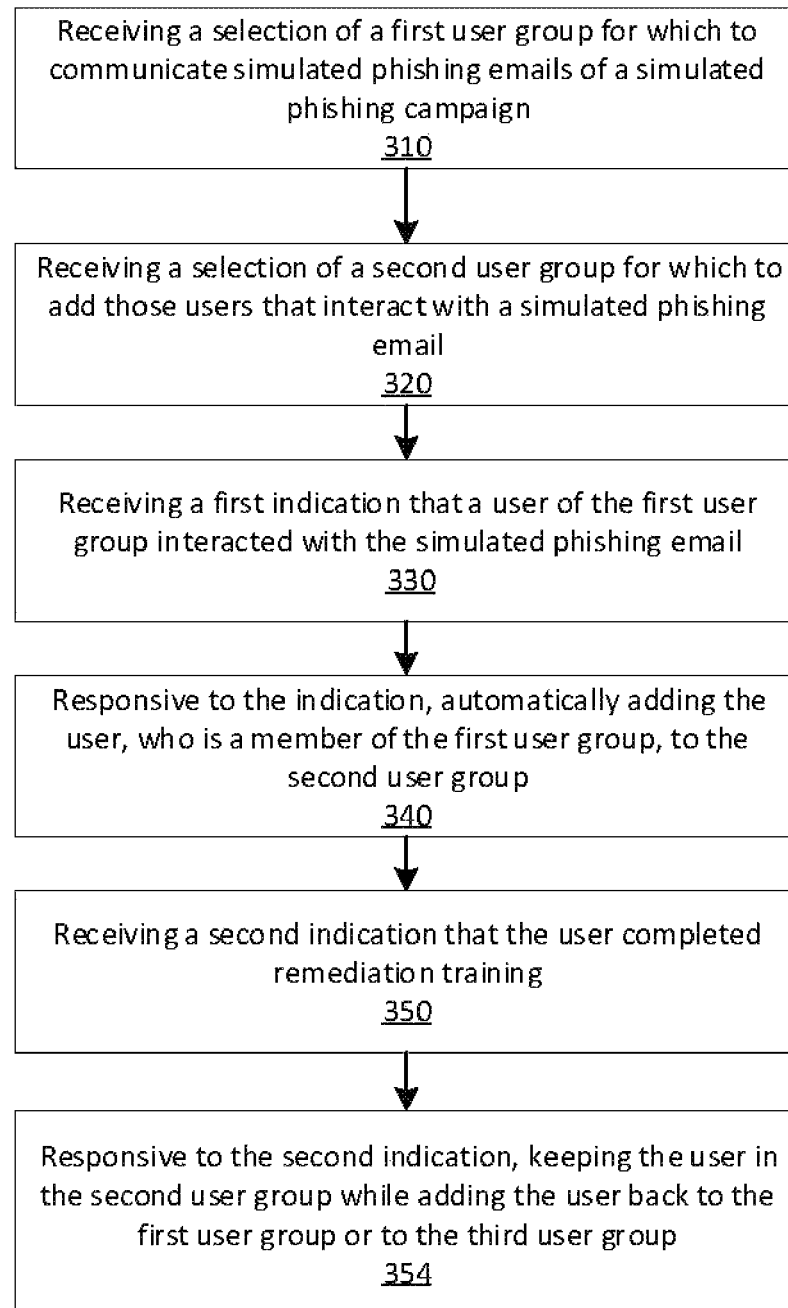 Receiving a selection of a first user group for which to
communicate simulated phishing emails of a simulated
phishing campaign
310
Receiving a selection of a second user group for which to
add those users that interact with a simulated phishing
email
320
Receiving a first indication that a user of the first user
group interacted with the simulated phishing email
330
Responsive to the indication, automatically adding the
user, who is a member of the first user group, to the
second user group
340
Receiving a second indication that the user completed
remediation training
350
Responsive to the second indication, keeping the user in
the second user group while adding the user back to the
first user group or to the third user group
354